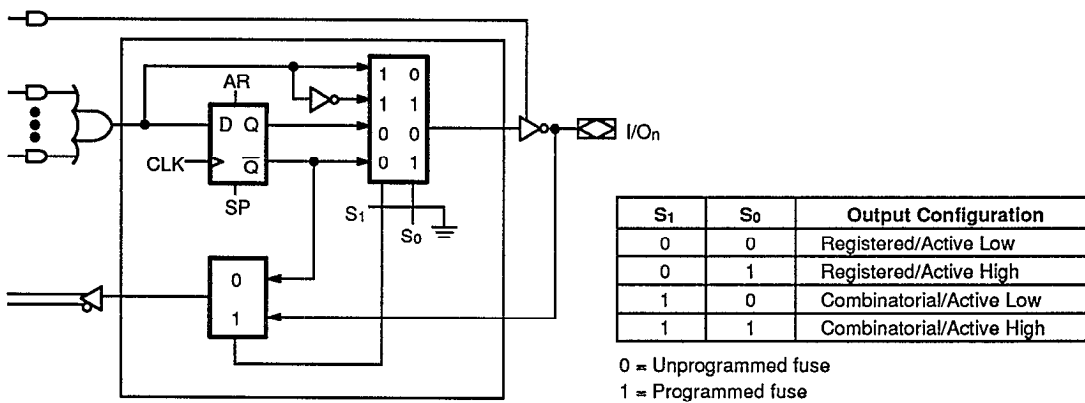 AR
1 0
1 1
D Q
0 0
I/On
CLK
Q̅
0 1
SP
S1
S0
0
1
S1 S0 Output Configuration
0 0 Registered/Active Low
0 1 Registered/Active High
1 0 Combinatorial/Active Low
1 1 Combinatorial/Active High
0 = Unprogrammed fuse
1 = Programmed fuse